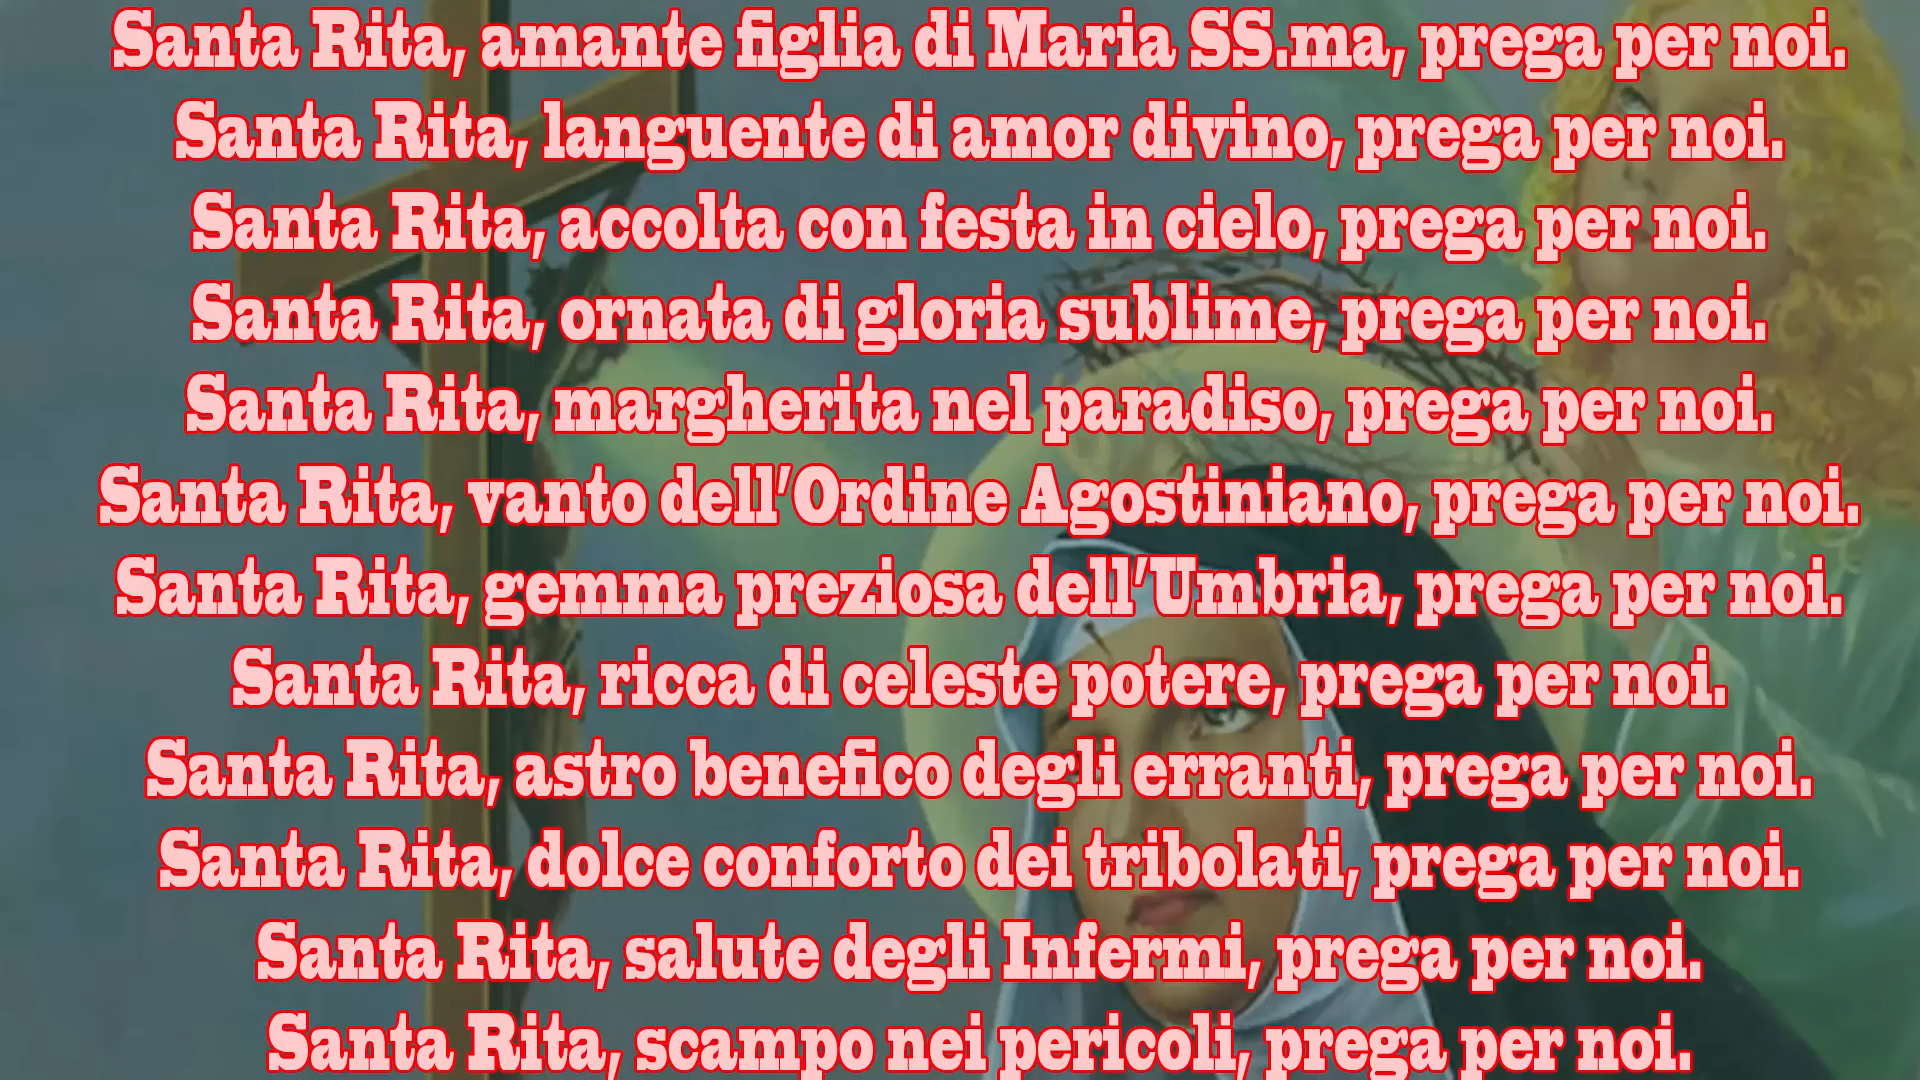 Santa Rita, amante figlia di Maria SS.ma, prega per noi.
Santa Rita, languente di amor divino, prega per noi.
Santa Rita, accolta con festa in cielo, prega per noi.
Santa Rita, ornata di gloria sublime, prega per noi.
Santa Rita, margherita nel paradiso, prega per noi.
Santa Rita, vanto dell'Ordine Agostiniano, prega per noi.
Santa Rita, gemma preziosa dell'Umbria, prega per noi.
Santa Rita, ricca di celeste potere, prega per noi.
Santa Rita, astro benefico degli erranti, prega per noi.
Santa Rita, dolce conforto dei tribolati, prega per noi.
Santa Rita, salute degli Infermi, prega per noi.
Santa Rita, scampo nei pericoli, prega per noi.